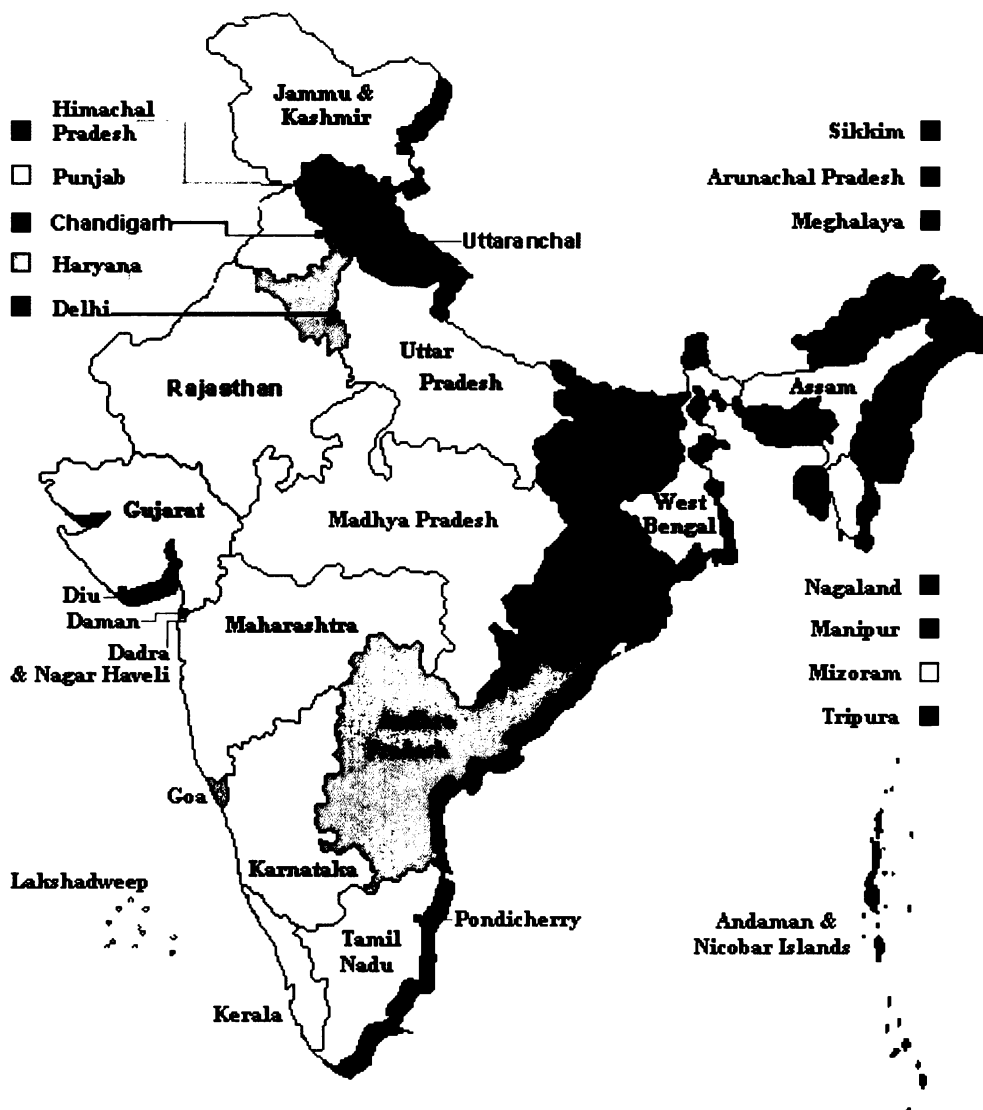 Jammu &
Kashmir
Himachal
Pradesh
Punjab
Chandigarh
Haryana
Delhi
Uttaranchal
Sikkim
Arunachal Pradesh
Meghalaya
Uttar
Pradesh
Rajasthan
Assam
Gujarat
Madhya Pradesh
West
Bengal
Diu
Daman
Dadra
& Nagar Haveli
Maharashtra
Nagaland
Manipur
Mizoram
Tripura
Andhra
Pradesh
Goa
Karnataka
Lakshadweep
Pondicherry
Tamil
Nadu
Andaman &
Nicobar Islands
Kerala